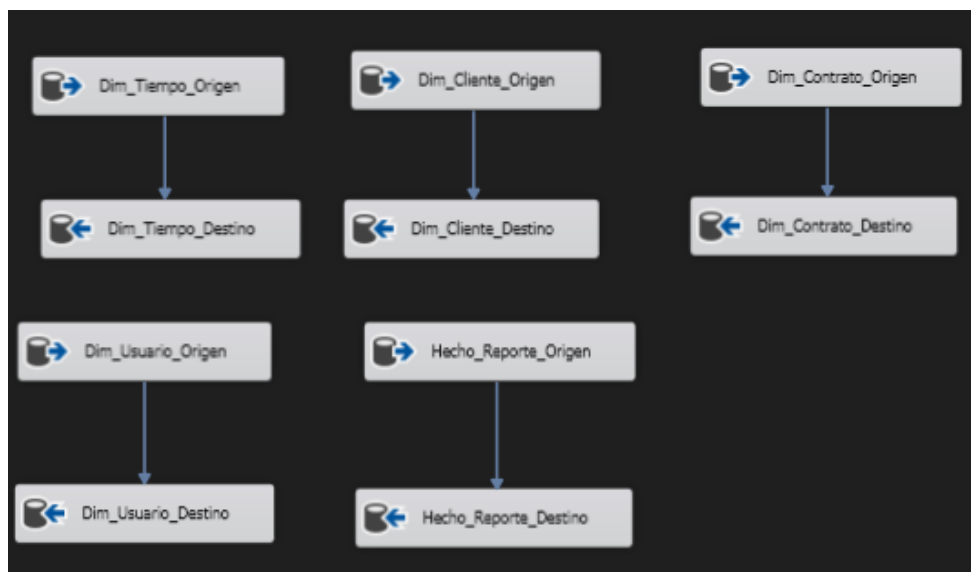 Dim_Tiempo_Origen
Dim_Cliente_Origen
Dim_Contrato_Origen
Dim_Tiempo_Destino
Dim_Cliente_Destino
Dim_Contrato_Destino
Dim_Usuario_Origen
Hecho_Reporte_Origen
Dim_Usuario_Destino
Hecho_Reporte_Destino